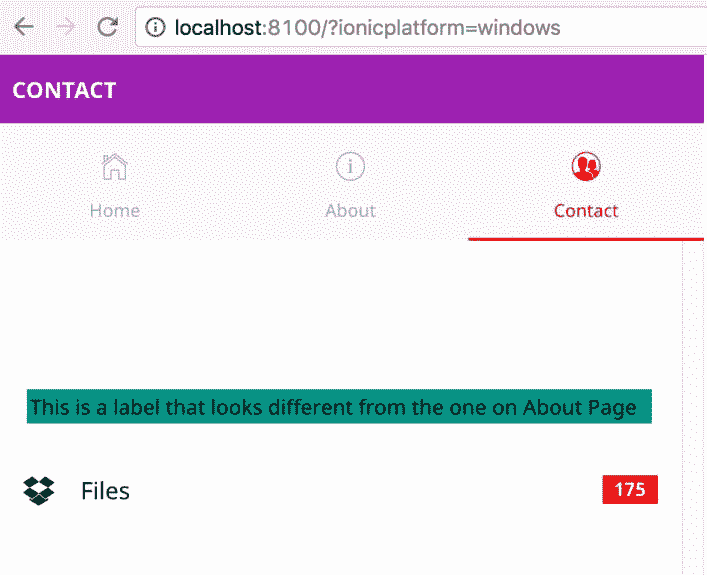 localhost:8100/?ionicplatform=windows
CONTACT
Home About Contact
This is a label that looks different from the one on About Page
Files 175